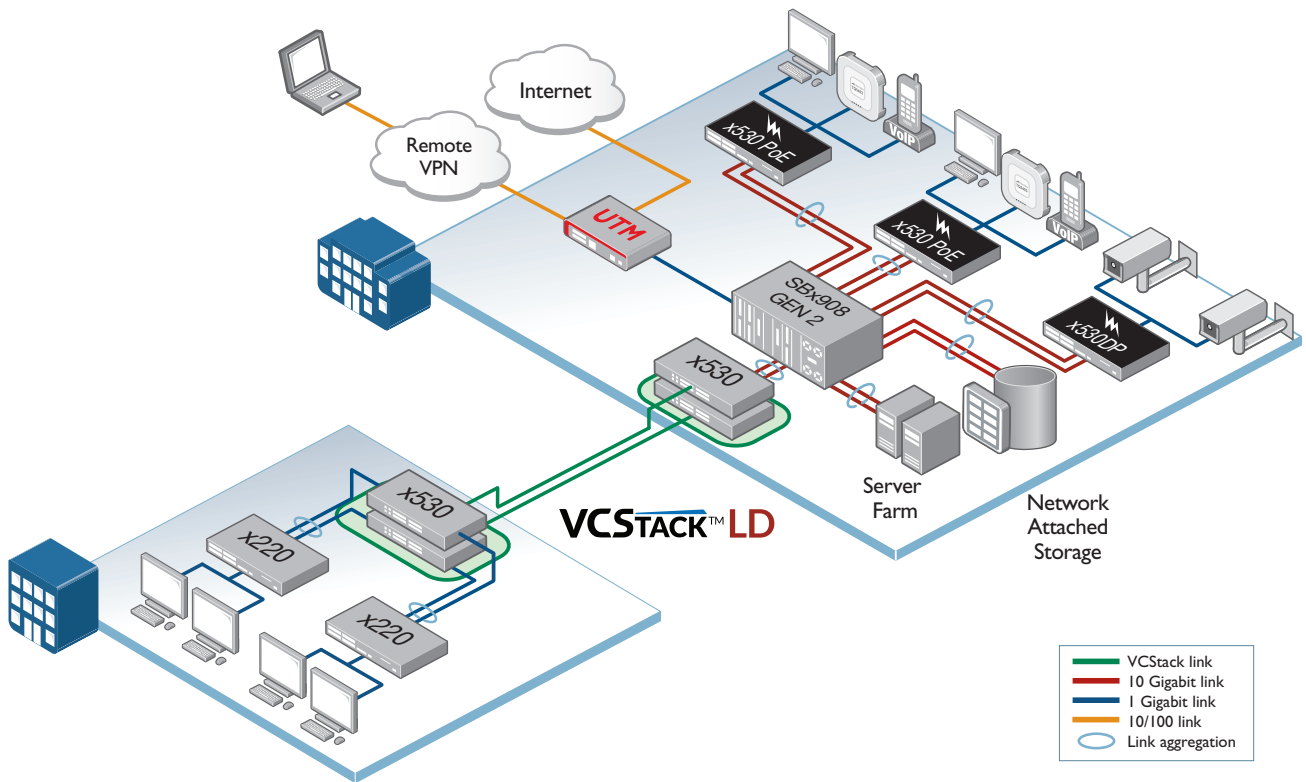 Internet
Remote
VPN
UTM
x530 PoE
VoIP
x530 PoE
VoIP
SBx908
GEN 2
x530DP
x530
Server
Farm
Network
Attached
Storage
x530
VCSTACK™ LD
x220
x220
VCStack link
10 Gigabit link
1 Gigabit link
10/100 link
Link aggregation